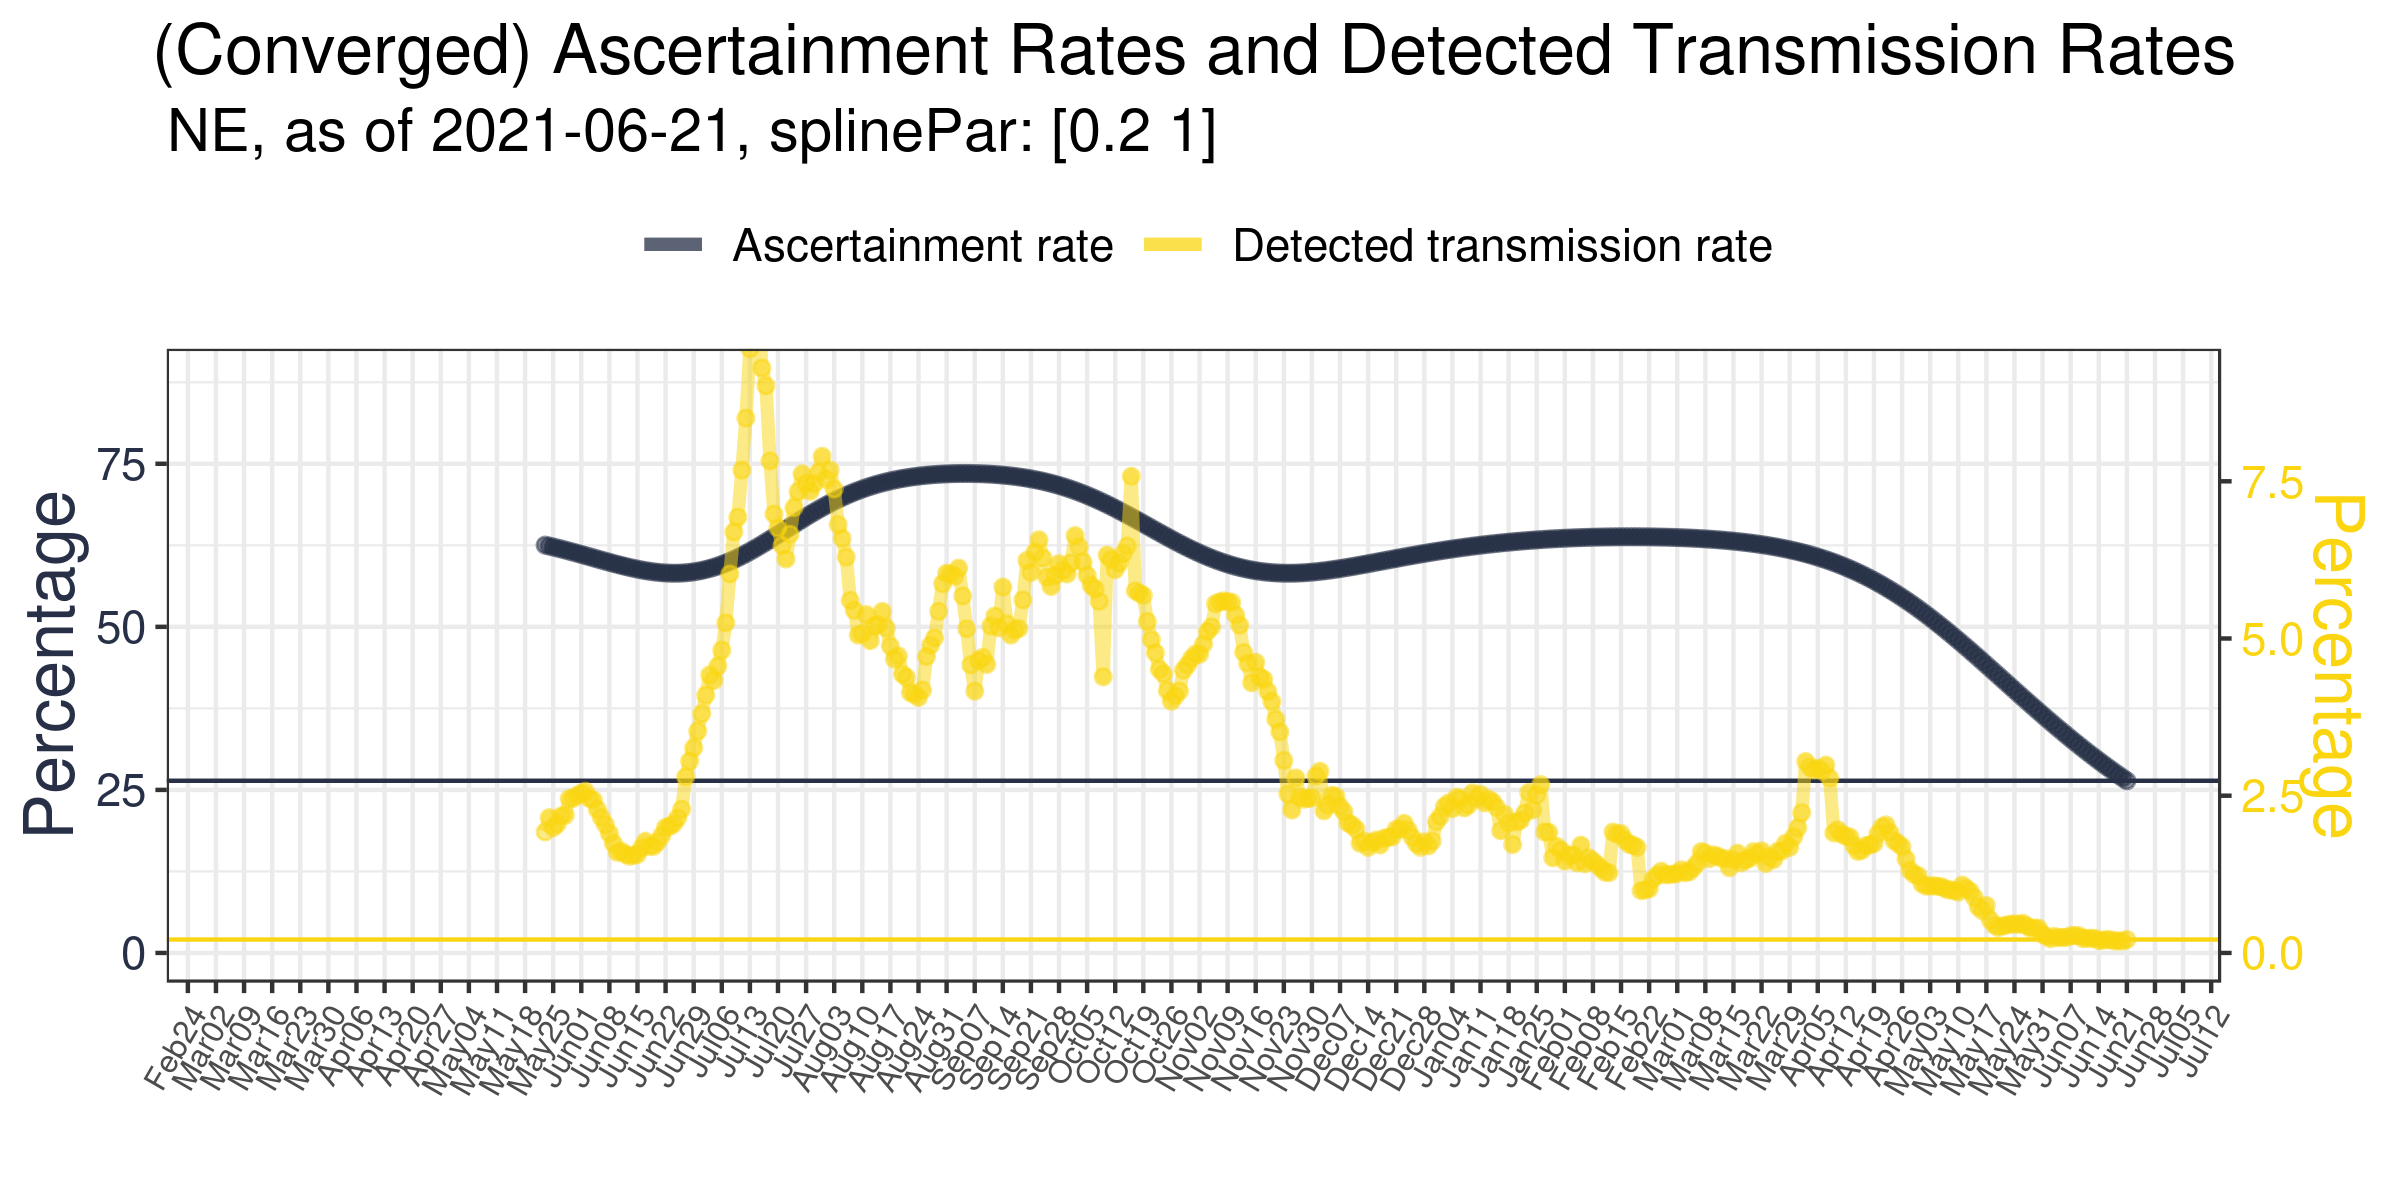 (Converged) Ascertainment Rates and Detected Transmission Rates
NE, as of 2021-06-21, splinePar: [0.2 1]
Ascertainment rate
Detected transmission rate
Percentage
75
50
25
0
7.5
5.0
2.5
0.0
Percentage
Feb24
Mar02
Mar09
Mar16
Mar23
Mar30
Apr06
Apr13
Apr20
Apr27
May04
May11
May18
May25
Jun01
Jun08
Jun15
Jun22
Jun29
Jul06
Jul13
Jul20
Jul27
Aug03
Aug10
Aug17
Aug24
Aug31
Sep07
Sep14
Sep21
Sep28
Oct05
Oct12
Oct19
Oct26
Nov02
Nov09
Nov16
Nov23
Nov30
Dec07
Dec14
Dec21
Dec28
Jan04
Jan11
Jan18
Jan25
Feb01
Feb08
Feb15
Feb22
Mar01
Mar08
Mar15
Mar22
Mar29
Apr05
Apr12
Apr19
Apr26
May03
May10
May17
May24
May31
Jun07
Jun14
Jun21
Jun28
Jul05
Jul12